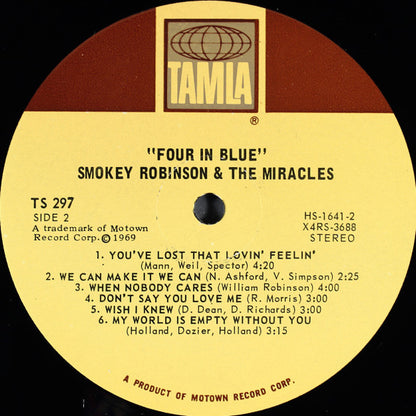 TAMLA
®
"FOUR IN BLUE"
SMOKEY ROBINSON & THE MIRACLES
TS 297
SIDE 2
A trademark of Motown
Record Corp. © 1969
HS-1641-2
X4RS-3688
STEREO
1. YOU'VE LOST THAT LOVIN' FEELIN'
(Mann, Weil, Spector) 4:20
2. WE CAN MAKE IT WE CAN (N. Ashford, V. Simpson) 2:25
3. WHEN NOBODY CARES (William Robinson) 3:00
4. DON'T SAY YOU LOVE ME (R. Morris) 3:00
5. WISH I KNEW (D. Dean, D. Richards) 3:00
6. MY WORLD IS EMPTY WITHOUT YOU
(Holland, Dozier, Holland) 3:15
A PRODUCT OF MOTOWN RECORD CORP.